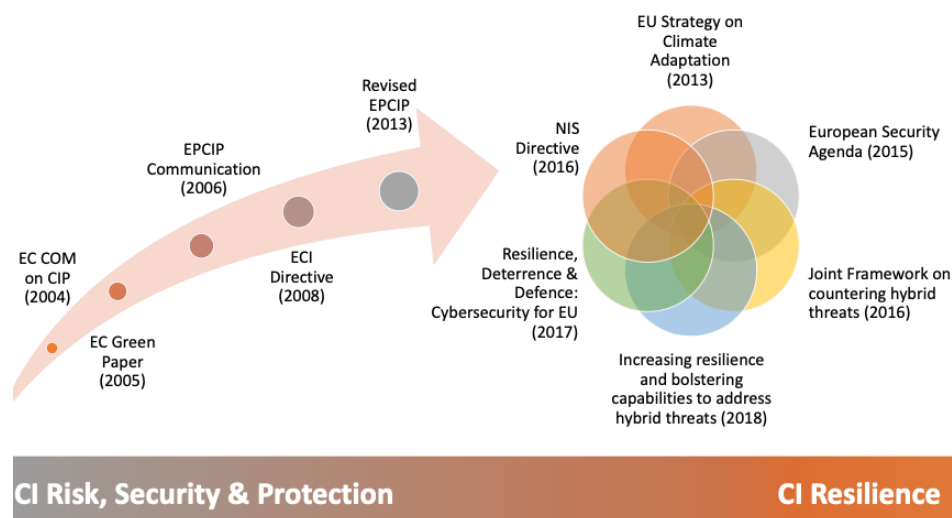 EC COM
on CIP
(2004)
EC Green
Paper
(2005)
EPCIP
Communication
(2006)
ECI
Directive
(2008)
Revised
EPCIP
(2013)
EU Strategy on
Climate
Adaptation
(2013)
European Security
Agenda (2015)
Joint Framework on
countering hybrid
threats (2016)
Increasing resilience
and bolstering
capabilities to address
hybrid threats (2018)
Resilience,
Deterrence &
Defence:
Cybersecurity for EU
(2017)
NIS
Directive
(2016)
CI Risk, Security & Protection
CI Resilience